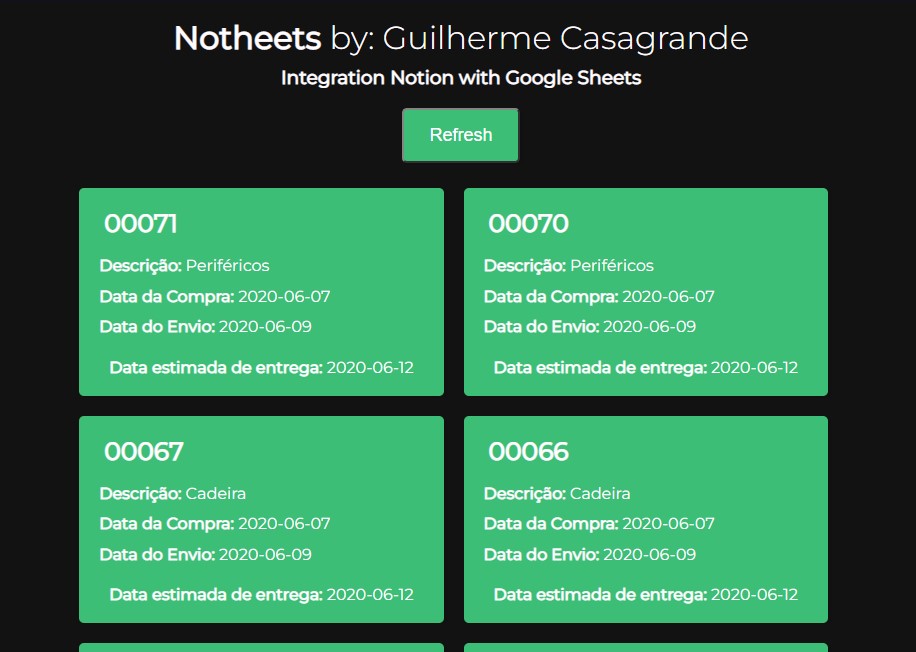 Notheets by: Guilherme Casagrande
Integration Notion with Google Sheets
Refresh
00071
Descrição: Periféricos
Data da Compra: 2020-06-07
Data do Envio: 2020-06-09
Data estimada de entrega: 2020-06-12
00070
Descrição: Periféricos
Data da Compra: 2020-06-07
Data do Envio: 2020-06-09
Data estimada de entrega: 2020-06-12
00067
Descrição: Cadeira
Data da Compra: 2020-06-07
Data do Envio: 2020-06-09
Data estimada de entrega: 2020-06-12
00066
Descrição: Cadeira
Data da Compra: 2020-06-07
Data do Envio: 2020-06-09
Data estimada de entrega: 2020-06-12